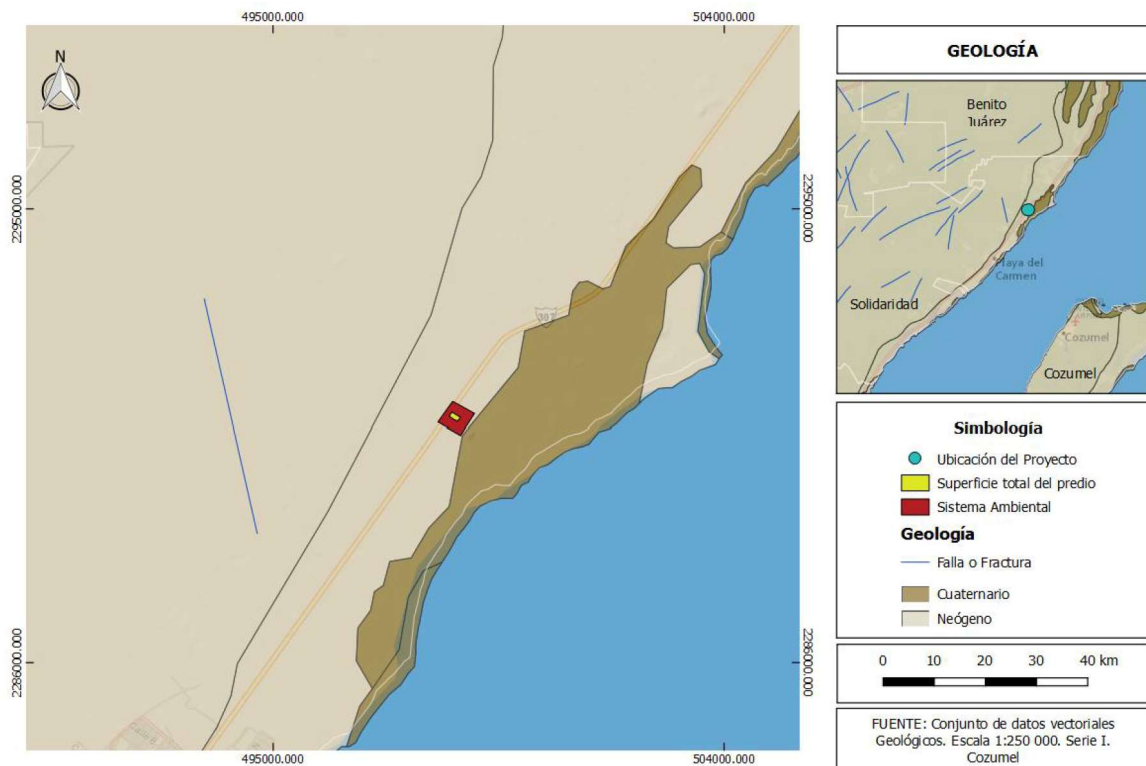 495000.000
504000.000
N
2295000.000
2295000.000
307
2286000.000
2286000.000
495000.000
504000.000
GEOLOGÍA
Benito
Juárez
Playa del
Carmen
Solidaridad
Cozumel
Cozumel
Simbología
Ubicación del Proyecto
Superficie total del predio
Sistema Ambiental
Geología
Falla o Fractura
Cuaternario
Neógeno
0 10 20 30 40 km
FUENTE: Conjunto de datos vectoriales
Geológicos. Escala 1:250 000. Serie I.
Cozumel